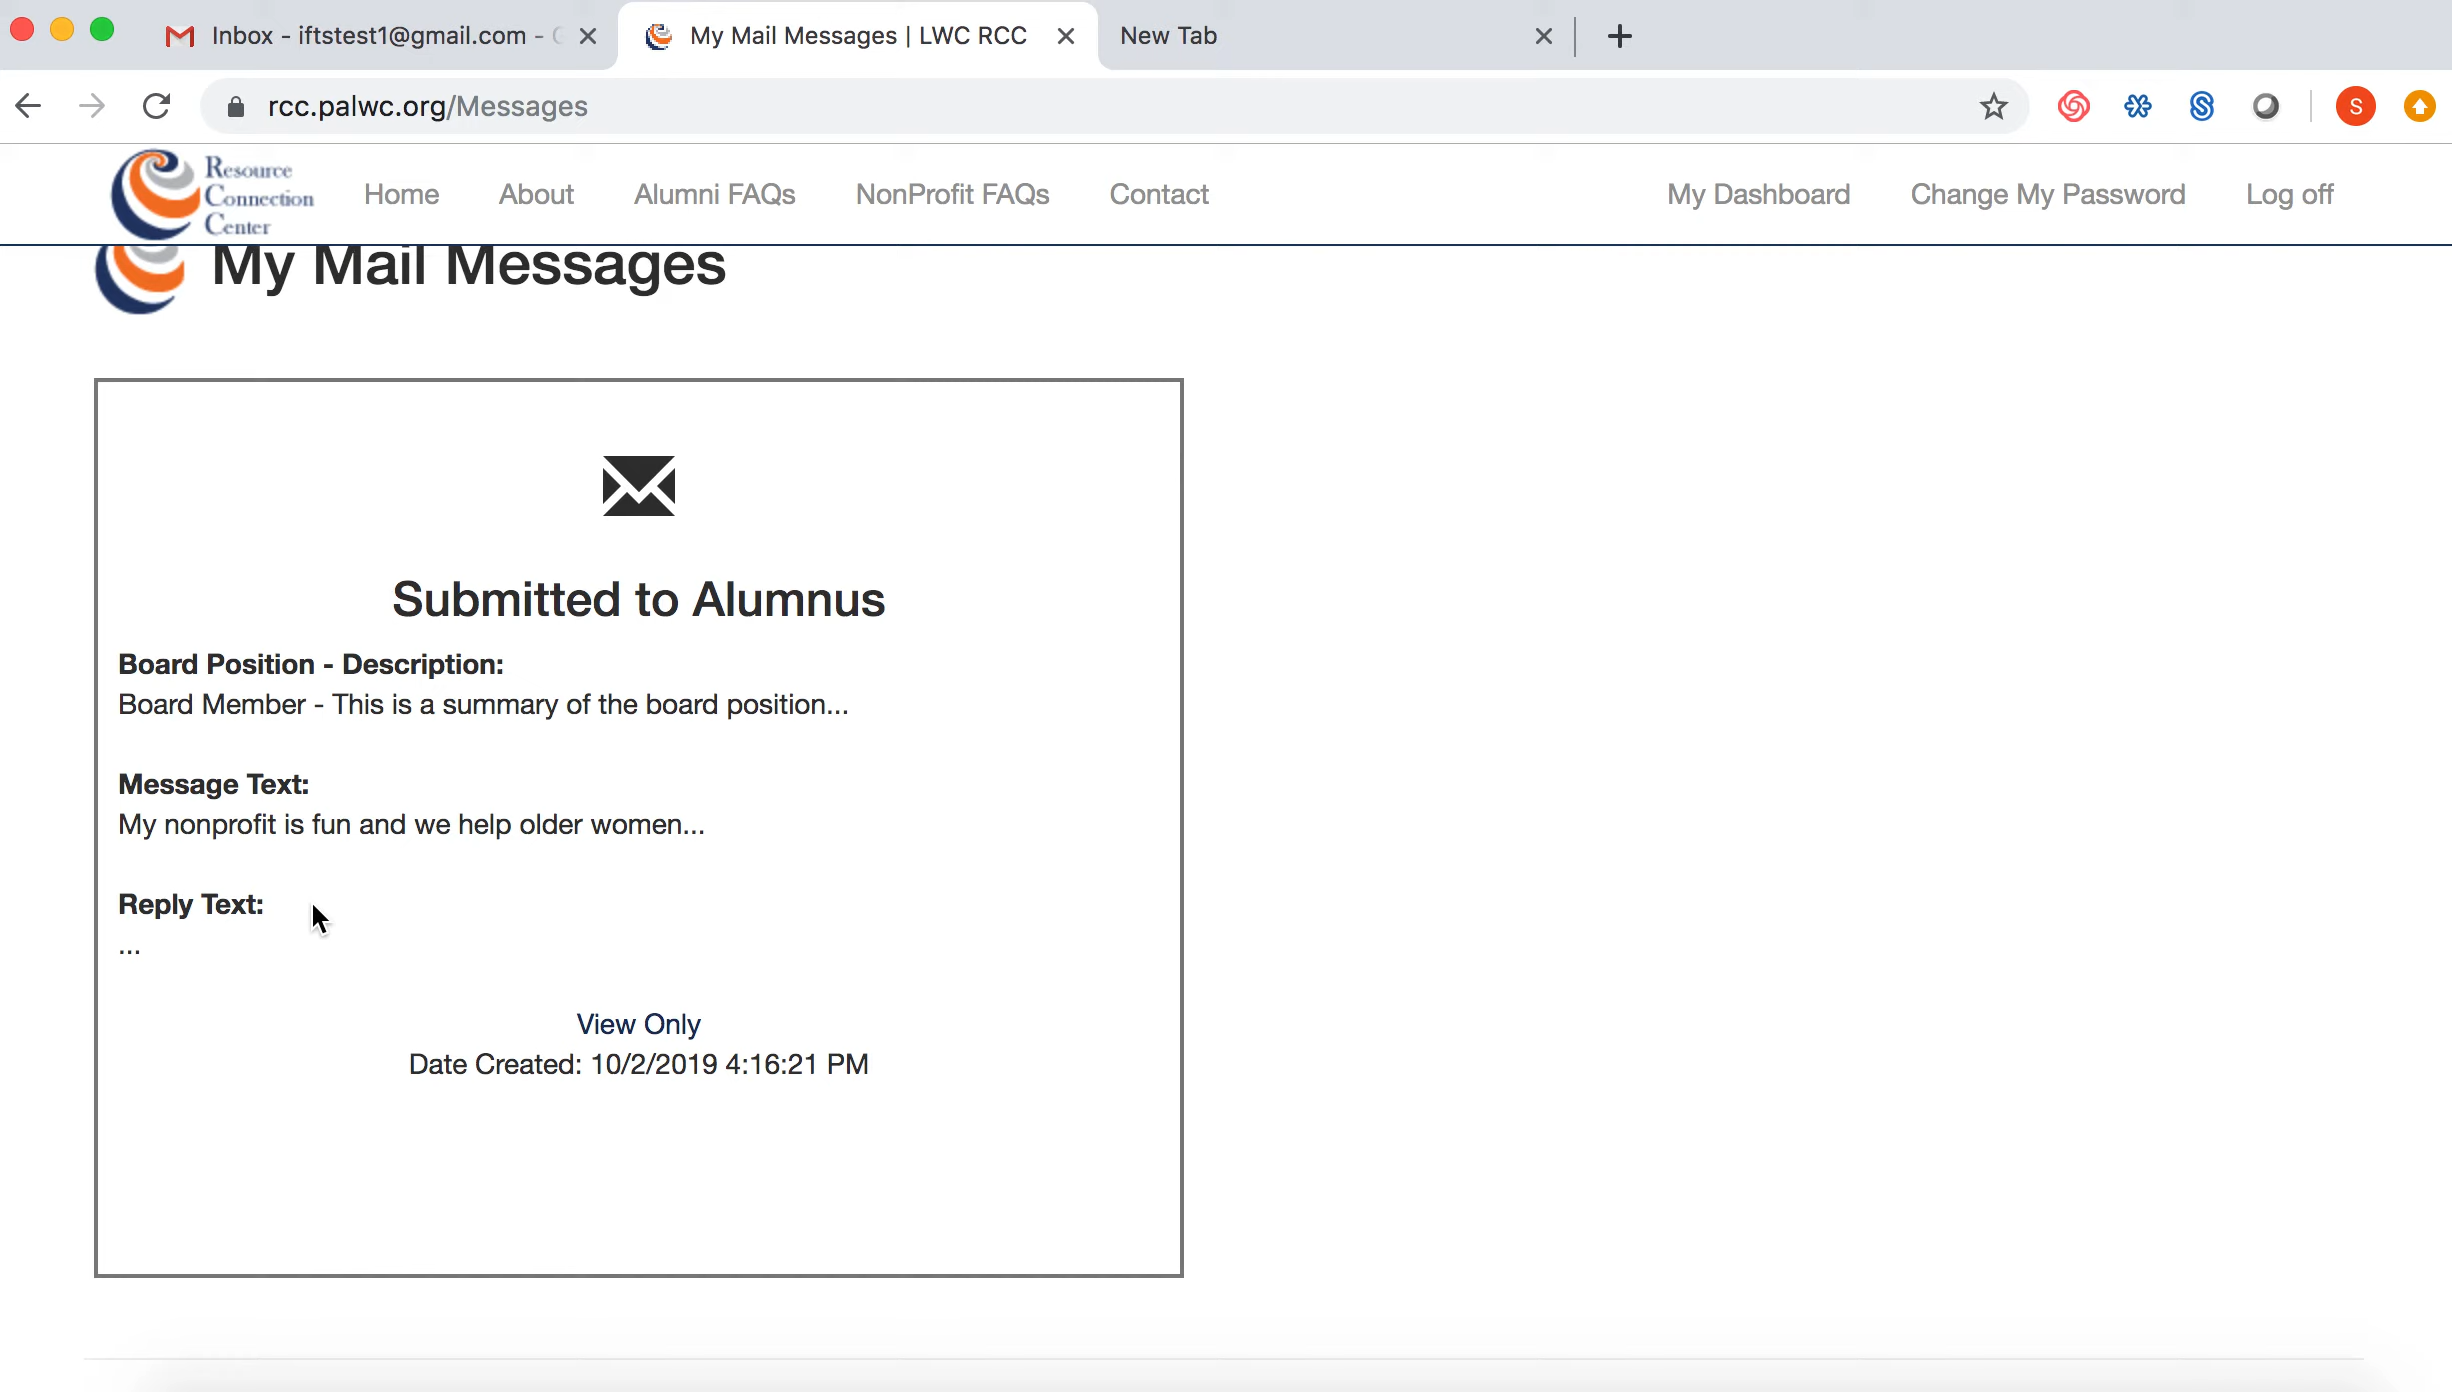 Inbox - iftstest1@gmail.com -
My Mail Messages | LWC RCC
New Tab
rcc.palwc.org/Messages
S
Resource
Connection
Center
Home
About
Alumni FAQs
NonProfit FAQs
Contact
My Dashboard
Change My Password
Log off
My Mail Messages
Submitted to Alumnus
Board Position - Description:
Board Member - This is a summary of the board position...
Message Text:
My nonprofit is fun and we help older women...
Reply Text:
...
View Only
Date Created: 10/2/2019 4:16:21 PM